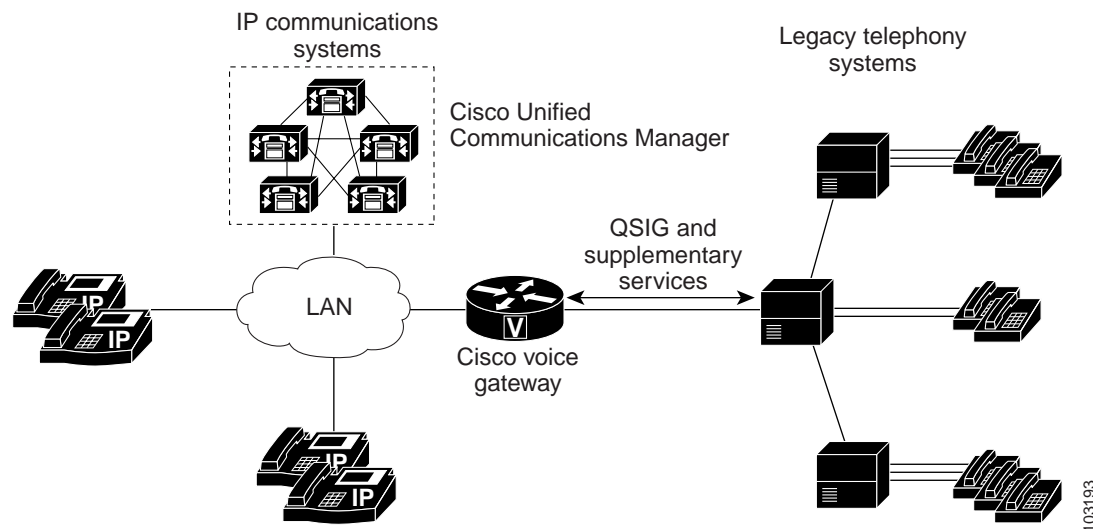 IP communications
systems
Legacy telephony
systems
Cisco Unified
Communications Manager
QSIG and
supplementary
services
LAN
IP
IP
V
Cisco voice
gateway
IP
IP
103193